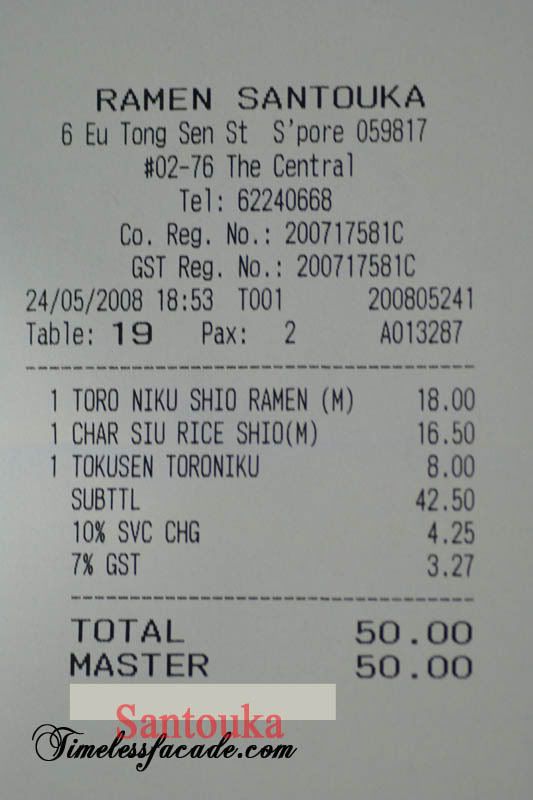 RAMEN SANTOUKA
6 Eu Tong Sen St S'pore 059817
#02-76 The Central
Tel: 62240668
Co. Reg. No.: 200717581C
GST Reg. No.: 200717581C
24/05/2008 18:53 T001 200805241
Table: 19 Pax: 2 A013287
1 TORO NIKU SHIO RAMEN (M) 18.00
1 CHAR SIU RICE SHIO(M) 16.50
1 TOKUSEN TORONIKU 8.00
SUBTTL 42.50
10% SVC CHG 4.25
7% GST 3.27
TOTAL 50.00
MASTER 50.00
Santouka
Timelessfacade.com